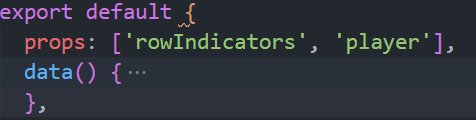 export default {
props: ['rowIndicators', 'player'],
data() { ···
},